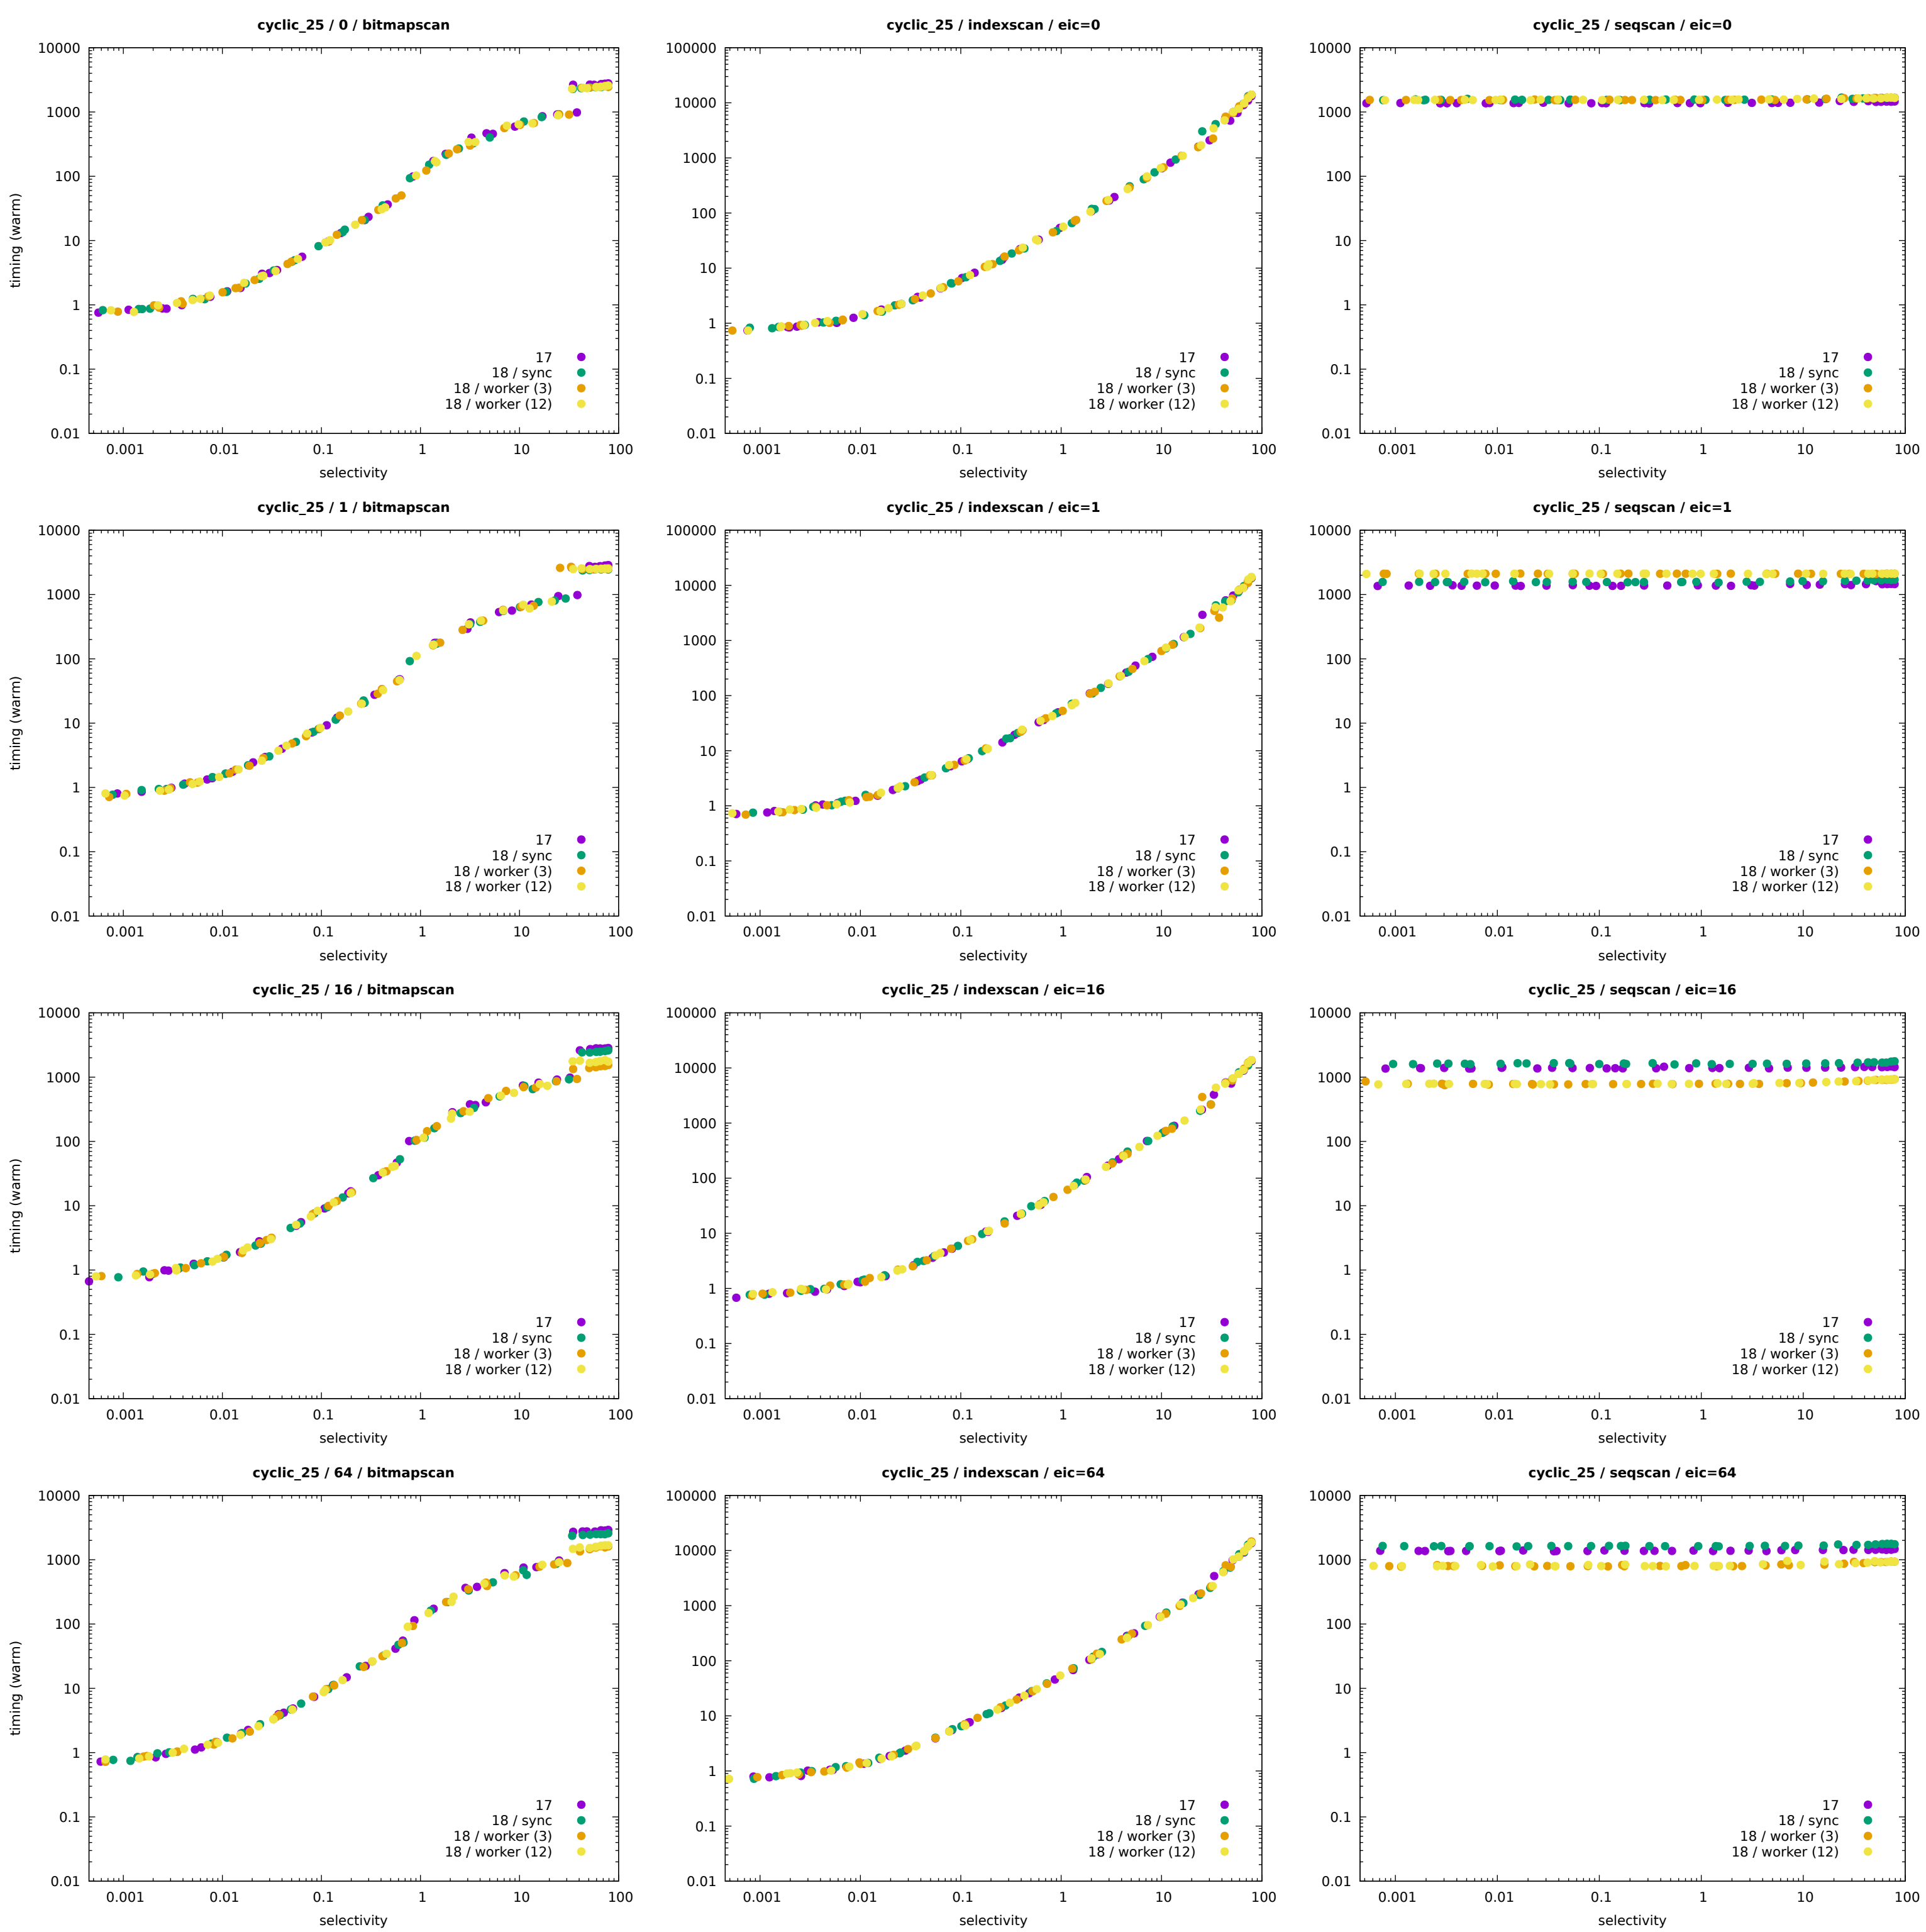 cyclic_25 / 0 / bitmapscan
timing (warm)
10000
1000
100
10
1
0.1
0.01
17
18 / sync
18 / worker (3)
18 / worker (12)
0.001 0.01 0.1 1 10 100
selectivity
cyclic_25 / indexscan / eic=0
100000
10000
1000
100
10
1
0.1
0.01
17
18 / sync
18 / worker (3)
18 / worker (12)
0.001 0.01 0.1 1 10 100
selectivity
cyclic_25 / seqscan / eic=0
10000
1000
100
10
1
0.1
0.01
17
18 / sync
18 / worker (3)
18 / worker (12)
0.001 0.01 0.1 1 10 100
selectivity
cyclic_25 / 1 / bitmapscan
timing (warm)
10000
1000
100
10
1
0.1
0.01
17
18 / sync
18 / worker (3)
18 / worker (12)
0.001 0.01 0.1 1 10 100
selectivity
cyclic_25 / indexscan / eic=1
100000
10000
1000
100
10
1
0.1
0.01
17
18 / sync
18 / worker (3)
18 / worker (12)
0.001 0.01 0.1 1 10 100
selectivity
cyclic_25 / seqscan / eic=1
10000
1000
100
10
1
0.1
0.01
17
18 / sync
18 / worker (3)
18 / worker (12)
0.001 0.01 0.1 1 10 100
selectivity
cyclic_25 / 16 / bitmapscan
timing (warm)
10000
1000
100
10
1
0.1
0.01
17
18 / sync
18 / worker (3)
18 / worker (12)
0.001 0.01 0.1 1 10 100
selectivity
cyclic_25 / indexscan / eic=16
100000
10000
1000
100
10
1
0.1
0.01
17
18 / sync
18 / worker (3)
18 / worker (12)
0.001 0.01 0.1 1 10 100
selectivity
cyclic_25 / seqscan / eic=16
10000
1000
100
10
1
0.1
0.01
17
18 / sync
18 / worker (3)
18 / worker (12)
0.001 0.01 0.1 1 10 100
selectivity
cyclic_25 / 64 / bitmapscan
timing (warm)
10000
1000
100
10
1
0.1
0.01
17
18 / sync
18 / worker (3)
18 / worker (12)
0.001 0.01 0.1 1 10 100
selectivity
cyclic_25 / indexscan / eic=64
100000
10000
1000
100
10
1
0.1
0.01
17
18 / sync
18 / worker (3)
18 / worker (12)
0.001 0.01 0.1 1 10 100
selectivity
cyclic_25 / seqscan / eic=64
10000
1000
100
10
1
0.1
0.01
17
18 / sync
18 / worker (3)
18 / worker (12)
0.001 0.01 0.1 1 10 100
selectivity